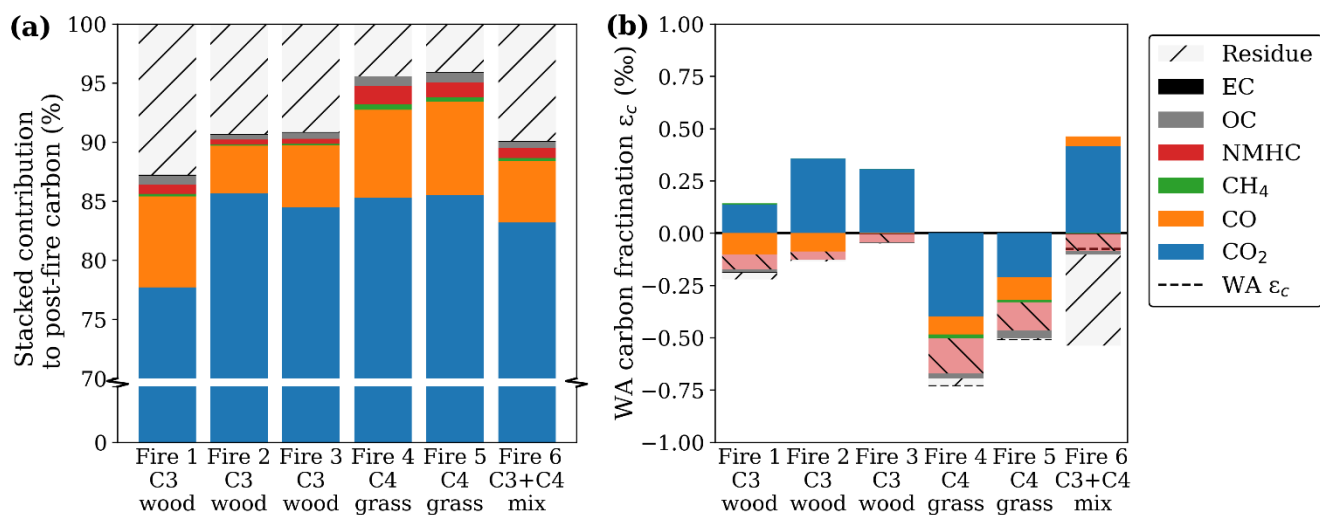 (a)
Stacked contribution
to post-fire carbon (%)
100
95
90
85
80
75
70
0
Fire 1 Fire 2 Fire 3 Fire 4 Fire 5 Fire 6
C3 C3 C3 C4 C4 C3+C4
wood wood wood grass grass mix
(b)
WA carbon fractination ε_c (‰)
1.00
0.75
0.50
0.25
0.00
−0.25
−0.50
−0.75
−1.00
Fire 1 Fire 2 Fire 3 Fire 4 Fire 5 Fire 6
C3 C3 C3 C4 C4 C3+C4
wood wood wood grass grass mix
Residue
EC
OC
NMHC
CH₄
CO
CO₂
WA ε_c